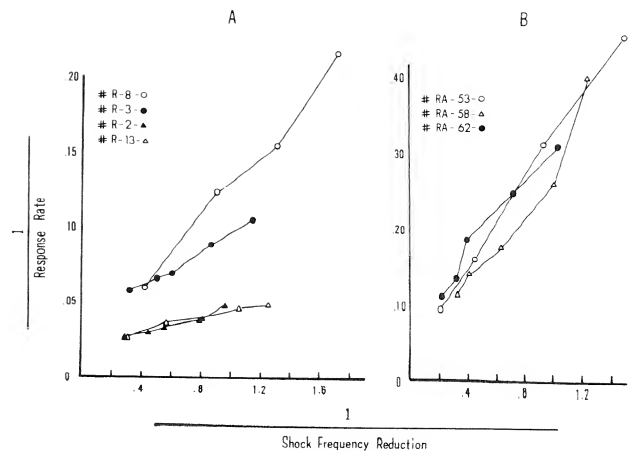 A
B
.20
# R-8-○
# R-3-●
# R-2-▲
# R-13-△
.15
.10
.05
0
.4 .8 1.2 1.6
40
# RA-53-○
# RA-58-△
# RA-62-●
.30
.20
.10
0
.4 .8 1.2
1
Response Rate
1
Shock Frequency Reduction